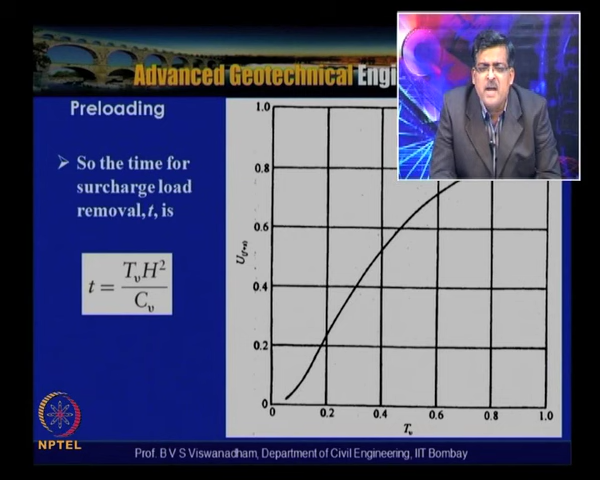 Advanced Geotechnical Engi
Preloading
➢ So the time for
surcharge load
removal, t, is
t = TᵥH² / Cᵥ
1.0
0.8
0.6
0.4
0.2
0
0.2
0.4
0.6
0.8
1.0
Tᵥ
NPTEL
Prof. B V S Viswanadham, Department of Civil Engineering, IIT Bombay